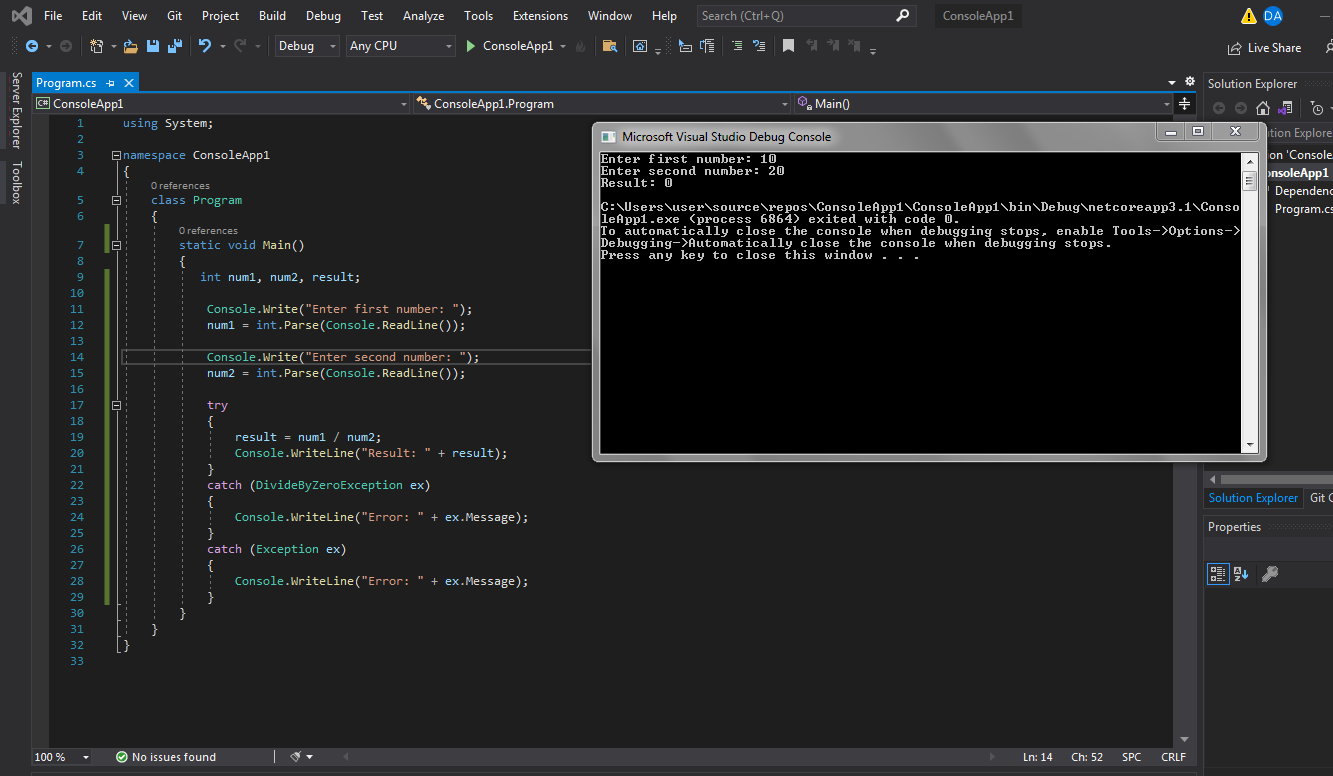 File Edit View Git Project Build Debug Test Analyze Tools Extensions Window Help Search (Ctrl+Q) ConsoleApp1 DA
Debug Any CPU ConsoleApp1 Live Share
Server Explorer
Toolbox
Program.cs
ConsoleApp1 ConsoleApp1.Program Main()
1 using System;
2
3 namespace ConsoleApp1
4 {
0 references
5 class Program
6 {
0 references
7 static void Main()
8 {
9 int num1, num2, result;
10
11 Console.Write("Enter first number: ");
12 num1 = int.Parse(Console.ReadLine());
13
14 Console.Write("Enter second number: ");
15 num2 = int.Parse(Console.ReadLine());
16
17 try
18 {
19 result = num1 / num2;
20 Console.WriteLine("Result: " + result);
21 }
22 catch (DivideByZeroException ex)
23 {
24 Console.WriteLine("Error: " + ex.Message);
25 }
26 catch (Exception ex)
27 {
28 Console.WriteLine("Error: " + ex.Message);
29 }
30 }
31 }
32 }
33
Microsoft Visual Studio Debug Console
Enter first number: 10
Enter second number: 20
Result: 0
C:\Users\user\source\repos\ConsoleApp1\ConsoleApp1\bin\Debug\netcoreapp3.1\Conso
leApp1.exe (process 6864) exited with code 0.
To automatically close the console when debugging stops, enable Tools->Options->
Debugging->Automatically close the console when debugging stops.
Press any key to close this window . . .
Solution Explorer
ution Explore
on 'Console.
onsoleApp1
Dependenc
Program.cs
Solution Explorer Git C
Properties
100 % No issues found Ln: 14 Ch: 52 SPC CRLF